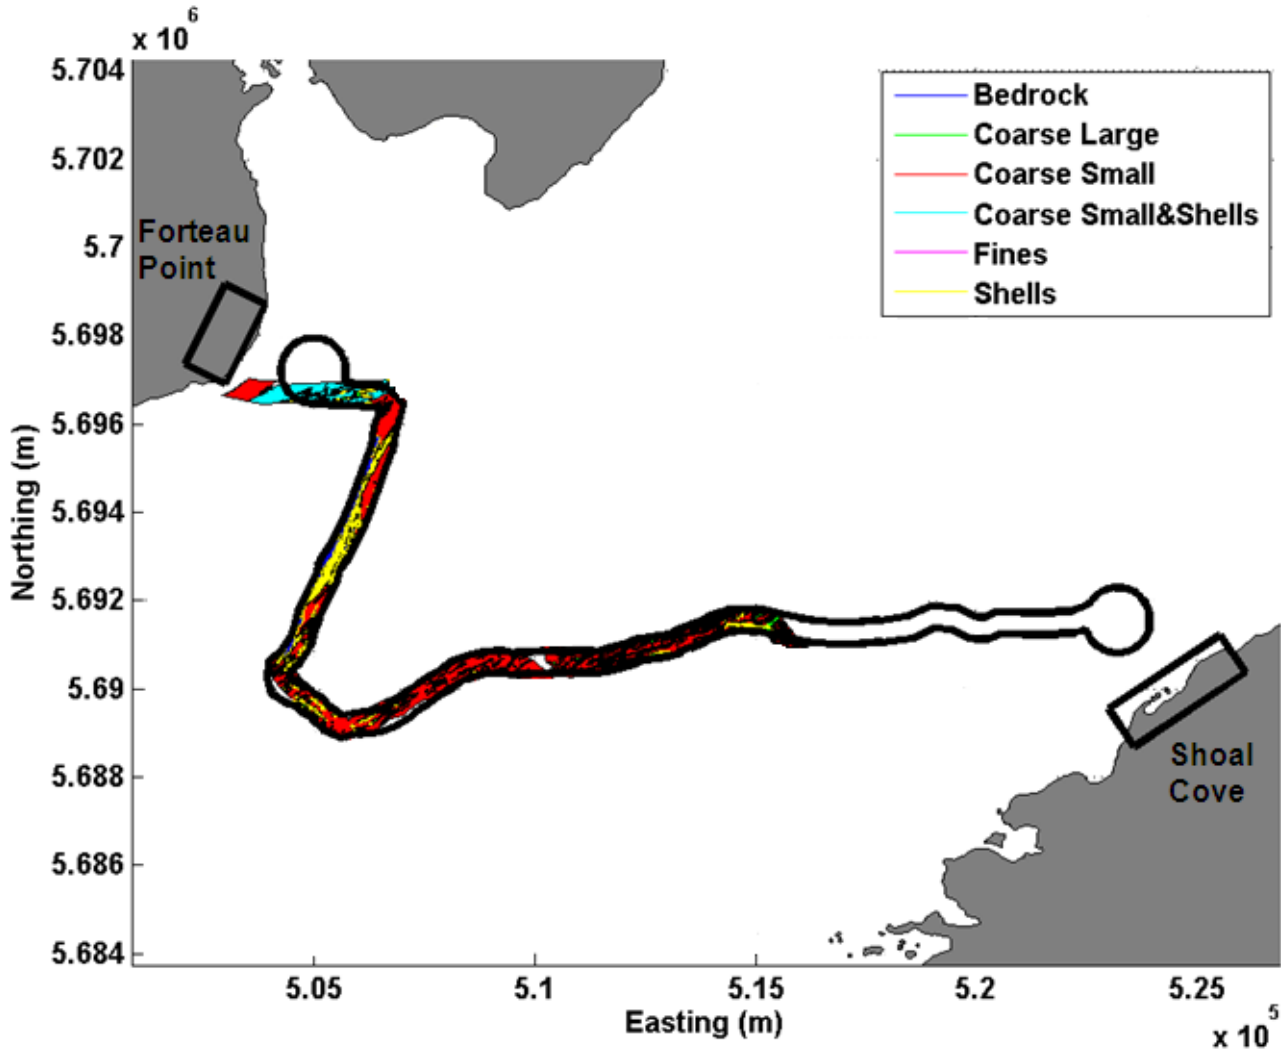 x 10^6
5.704
5.702
5.7
5.698
5.696
5.694
5.692
5.69
5.688
5.686
5.684
Northing (m)
Bedrock
Coarse Large
Coarse Small
Coarse Small&Shells
Fines
Shells
Forteau
Point
Shoal
Cove
5.05
5.1
5.15
5.2
5.25
Easting (m)
x 10^5